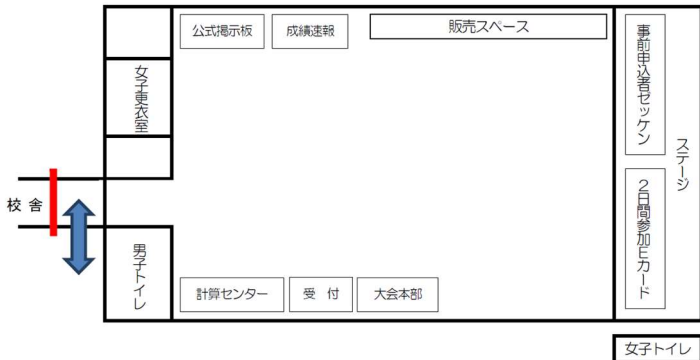 公式掲示板
成績速報
販売スペース
事前申込者ゼッケン
女子更衣室
ステージ
校舎
2日間参加Eカード
男子トイレ
計算センター
受 付
大会本部
女子トイレ